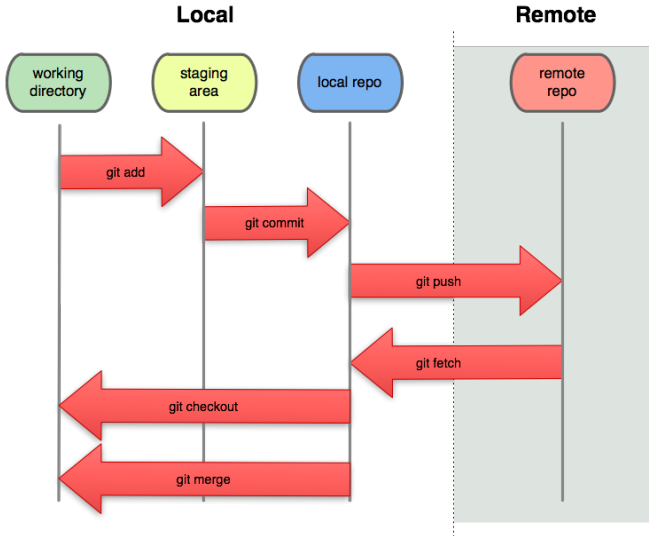 Local
Remote
working
directory
staging
area
local repo
remote
repo
git add
git commit
git push
git fetch
git checkout
git merge